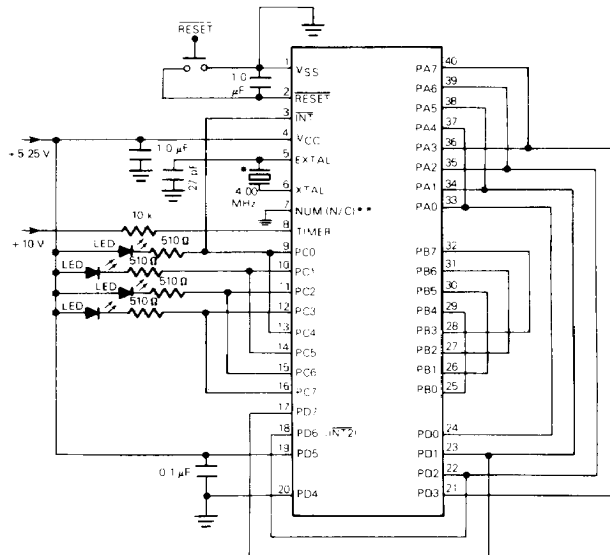 RESET
1 VSS
1.0 μF
2 RESET
3 INT
4 VCC
+5.25 V
1.0 μF
5 EXTAL
27 pF
4.00 MHz
*
6 XTAL
7 NUM (N/C)**
10 k
8 TIMER
+10 V
LED
510 Ω
9 PC0
LED
510 Ω
10 PC1
LED
510 Ω
11 PC2
LED
510 Ω
12 PC3
13 PC4
14 PC5
15 PC6
16 PC7
17 PD7
18 PD6 (INT2)
19 PD5
0.1 μF
20 PD4
PA7 40
PA6 39
PA5 38
PA4 37
PA3 36
PA2 35
PA1 34
PA0 33
PB7 32
PB6 31
PB5 30
PB4 29
PB3 28
PB2 27
PB1 26
PB0 25
PD0 24
PD1 23
PD2 22
PD3 21